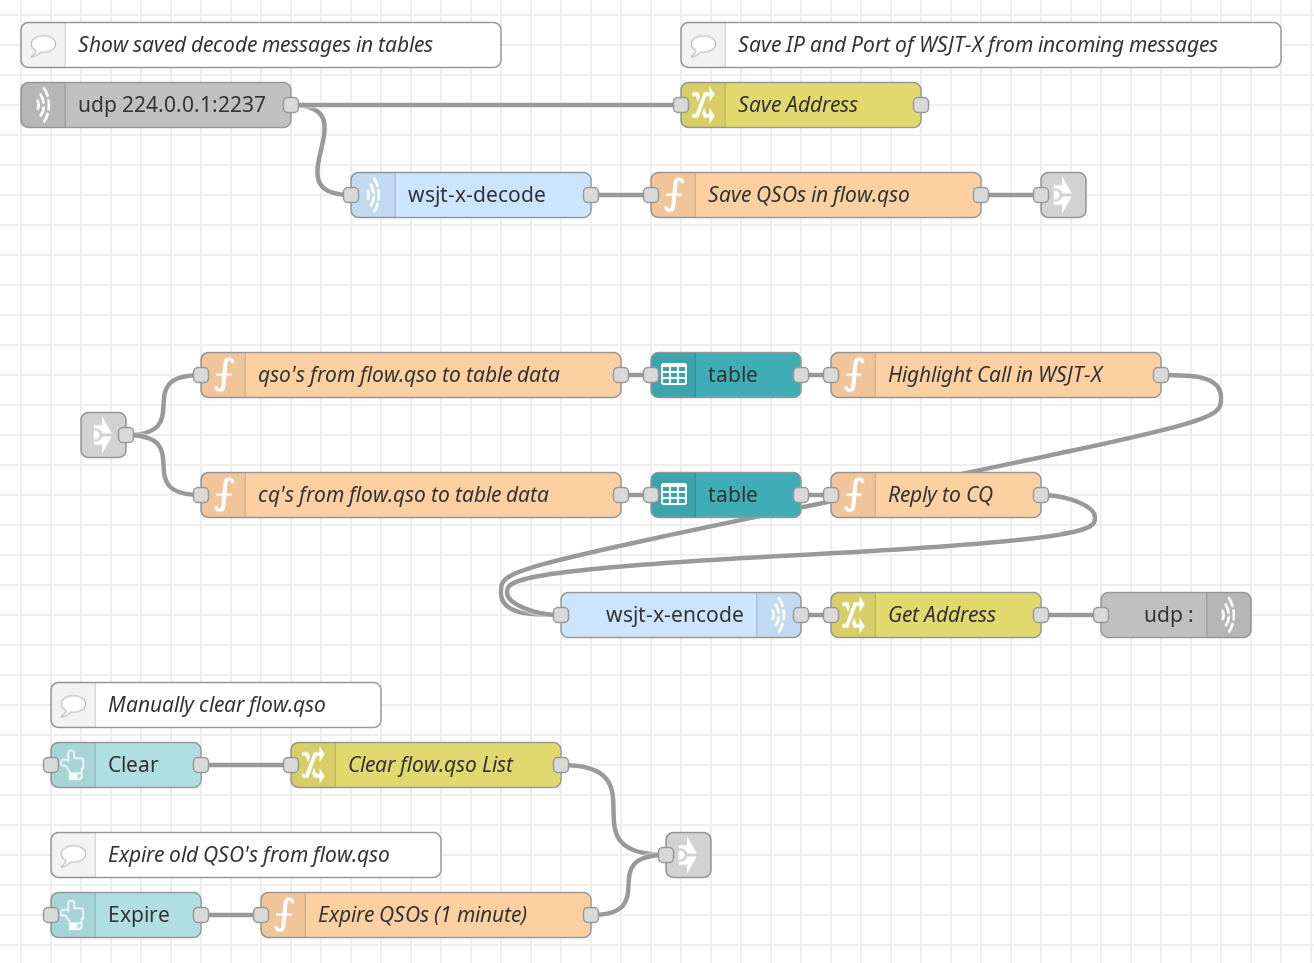 Show saved decode messages in tables
Save IP and Port of WSJT-X from incoming messages
udp 224.0.0.1:2237
Save Address
wsjt-x-decode
Save QSOs in flow.qso
qso's from flow.qso to table data
table
Highlight Call in WSJT-X
cq's from flow.qso to table data
table
Reply to CQ
wsjt-x-encode
Get Address
udp :
Manually clear flow.qso
Clear
Clear flow.qso List
Expire old QSO's from flow.qso
Expire
Expire QSOs (1 minute)